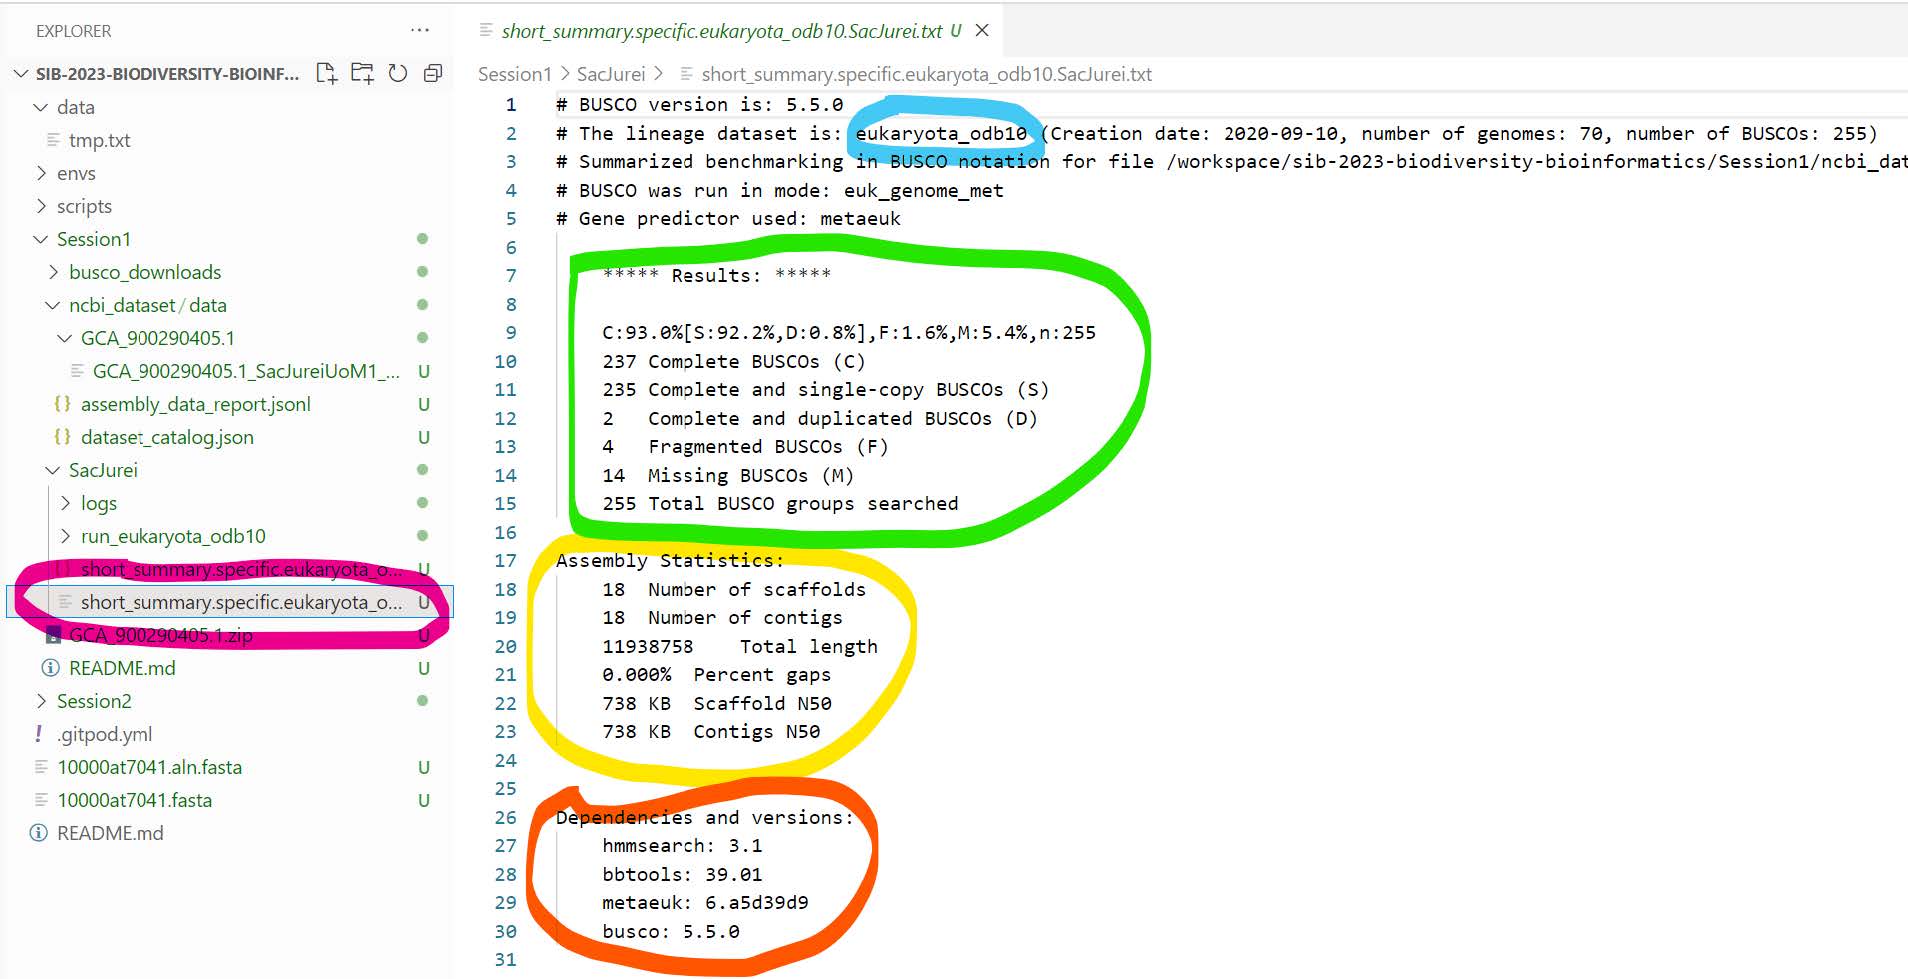 EXPLORER
SIB-2023-BIODIVERSITY-BIOINF...
data
tmp.txt
envs
scripts
Session1
busco_downloads
ncbi_dataset / data
GCA_900290405.1
GCA_900290405.1_SacJureiUoM1_... U
assembly_data_report.jsonl U
dataset_catalog.json U
SacJurei
logs
run_eukaryota_odb10
short_summary.specific.eukaryota_o... U
short_summary.specific.eukaryota_o... U
GCA_900290405.1.zip U
README.md U
Session2
.gitpod.yml
10000at7041.aln.fasta U
10000at7041.fasta U
README.md
short_summary.specific.eukaryota_odb10.SacJurei.txt U
Session1 > SacJurei > short_summary.specific.eukaryota_odb10.SacJurei.txt
1 # BUSCO version is: 5.5.0
2 # The lineage dataset is: eukaryota_odb10 (Creation date: 2020-09-10, number of genomes: 70, number of BUSCOs: 255)
3 # Summarized benchmarking in BUSCO notation for file /workspace/sib-2023-biodiversity-bioinformatics/Session1/ncbi_dat
4 # BUSCO was run in mode: euk_genome_met
5 # Gene predictor used: metaeuk
6
7 ***** Results: *****
8
9 C:93.0%[S:92.2%,D:0.8%],F:1.6%,M:5.4%,n:255
10 237 Complete BUSCOs (C)
11 235 Complete and single-copy BUSCOs (S)
12 2 Complete and duplicated BUSCOs (D)
13 4 Fragmented BUSCOs (F)
14 14 Missing BUSCOs (M)
15 255 Total BUSCO groups searched
16
17 Assembly Statistics:
18 18 Number of scaffolds
19 18 Number of contigs
20 11938758 Total length
21 0.000% Percent gaps
22 738 KB Scaffold N50
23 738 KB Contigs N50
24
25
26 Dependencies and versions:
27 hmmsearch: 3.1
28 bbtools: 39.01
29 metaeuk: 6.a5d39d9
30 busco: 5.5.0
31